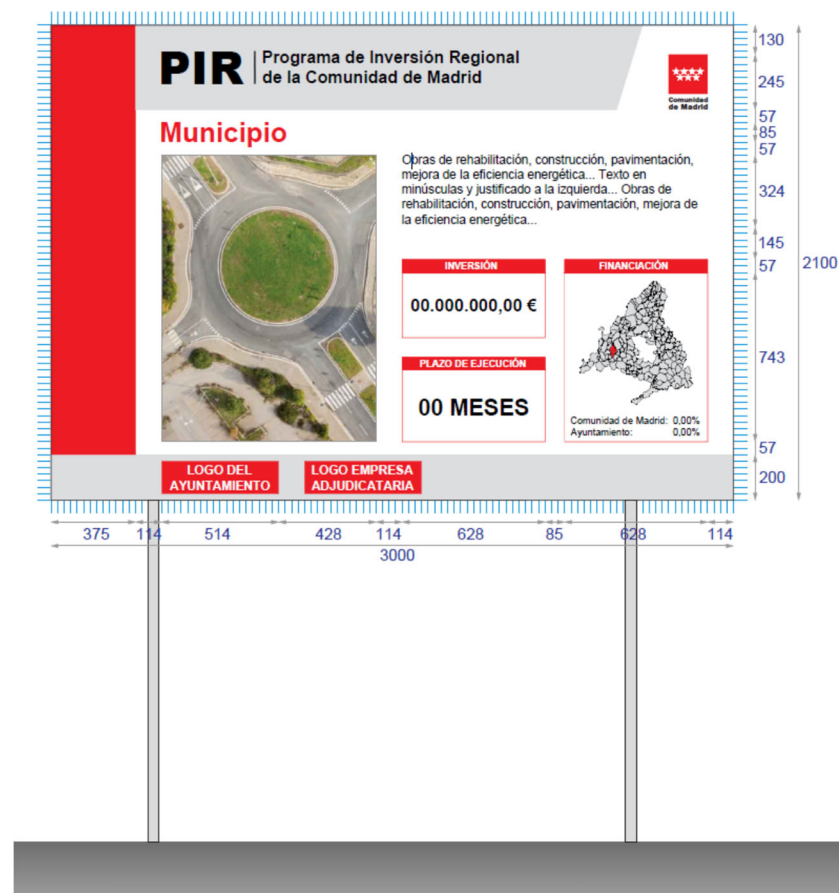 PIR
Programa de Inversión Regional
de la Comunidad de Madrid
Comunidad
de Madrid
Municipio
Obras de rehabilitación, construcción, pavimentación,
mejora de la eficiencia energética... Texto en
minúsculas y justificado a la izquierda... Obras de
rehabilitación, construcción, pavimentación, mejora de
la eficiencia energética...
INVERSIÓN
00.000.000,00 €
PLAZO DE EJECUCIÓN
00 MESES
FINANCIACIÓN
Comunidad de Madrid: 0,00%
Ayuntamiento: 0,00%
LOGO DEL
AYUNTAMIENTO
LOGO EMPRESA
ADJUDICATARIA
130
245
57
85
57
324
145
57
743
57
200
2100
375 114 514 428 114 628 85 628 114
3000